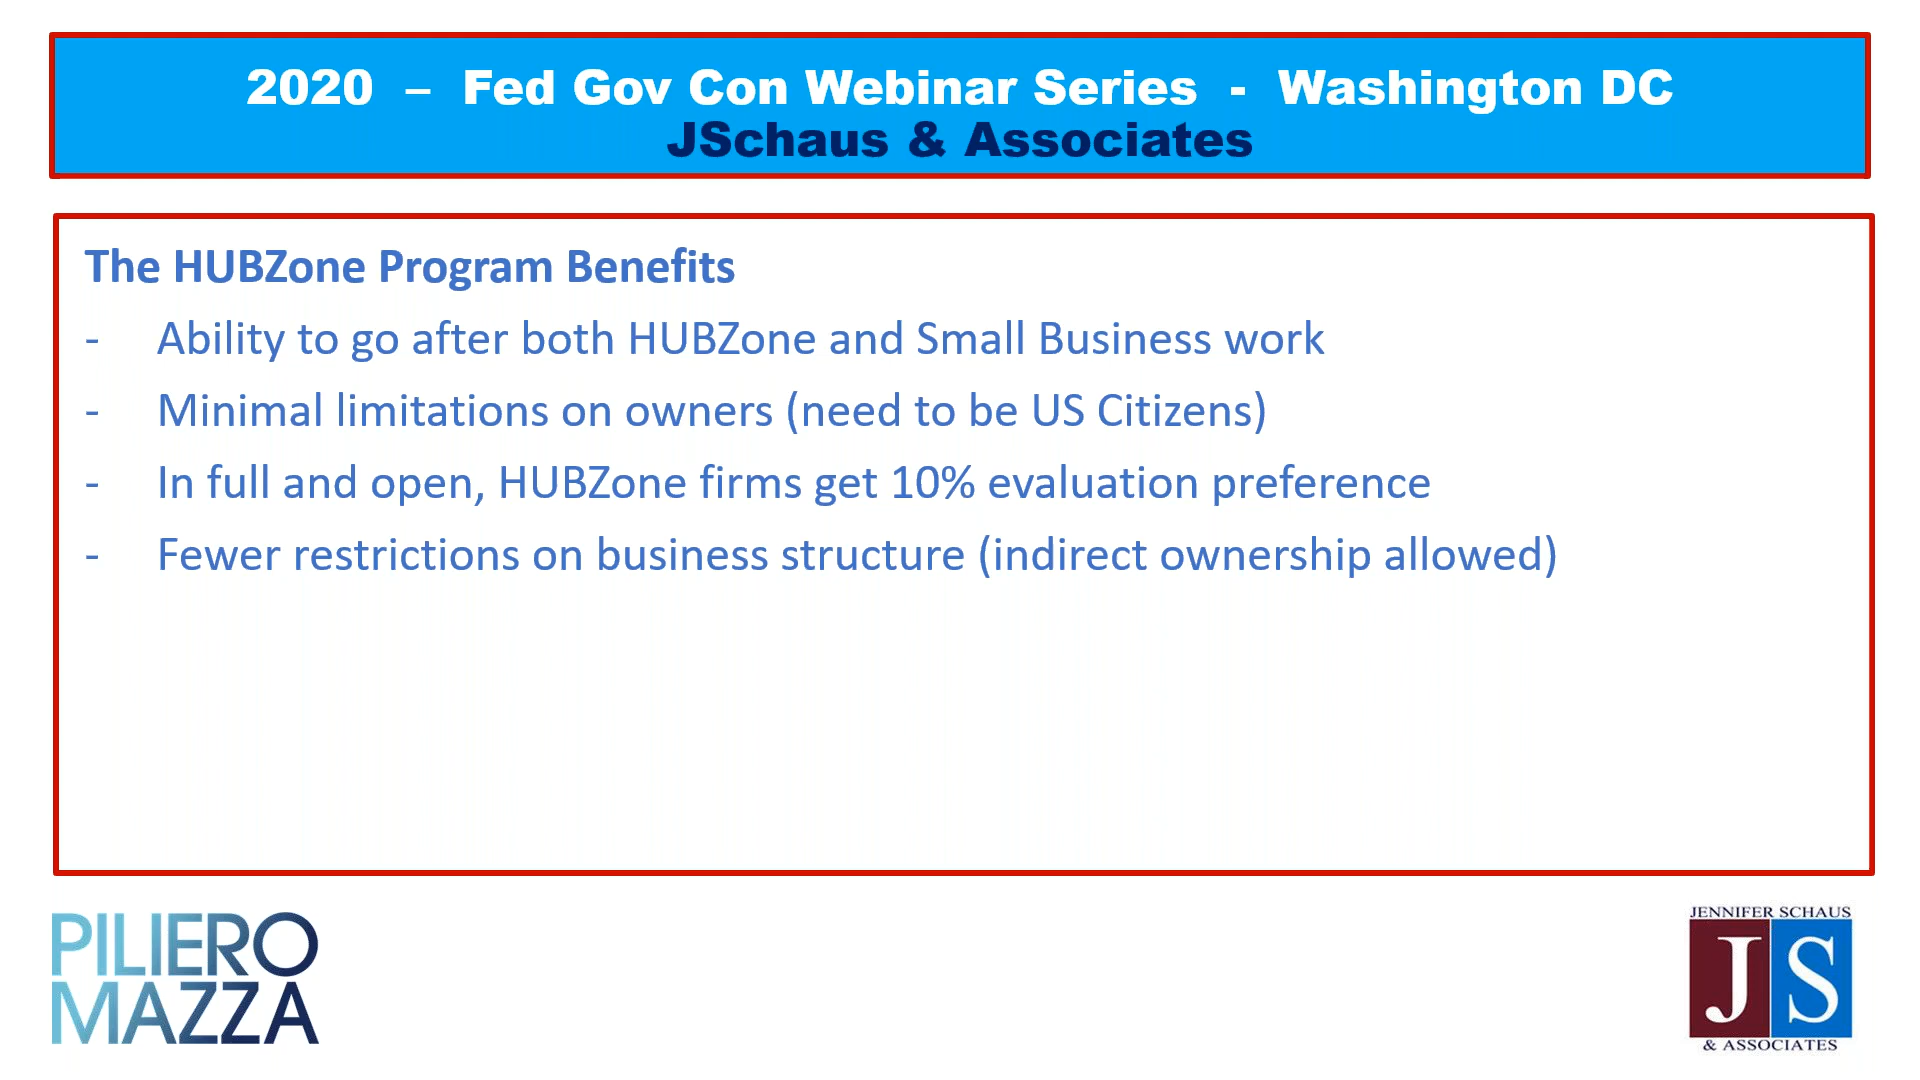 2020 – Fed Gov Con Webinar Series - Washington DC
JSchaus & Associates
The HUBZone Program Benefits
- Ability to go after both HUBZone and Small Business work
- Minimal limitations on owners (need to be US Citizens)
- In full and open, HUBZone firms get 10% evaluation preference
- Fewer restrictions on business structure (indirect ownership allowed)
PILIERO
MAZZA
JENNIFER SCHAUS
JS
& ASSOCIATES